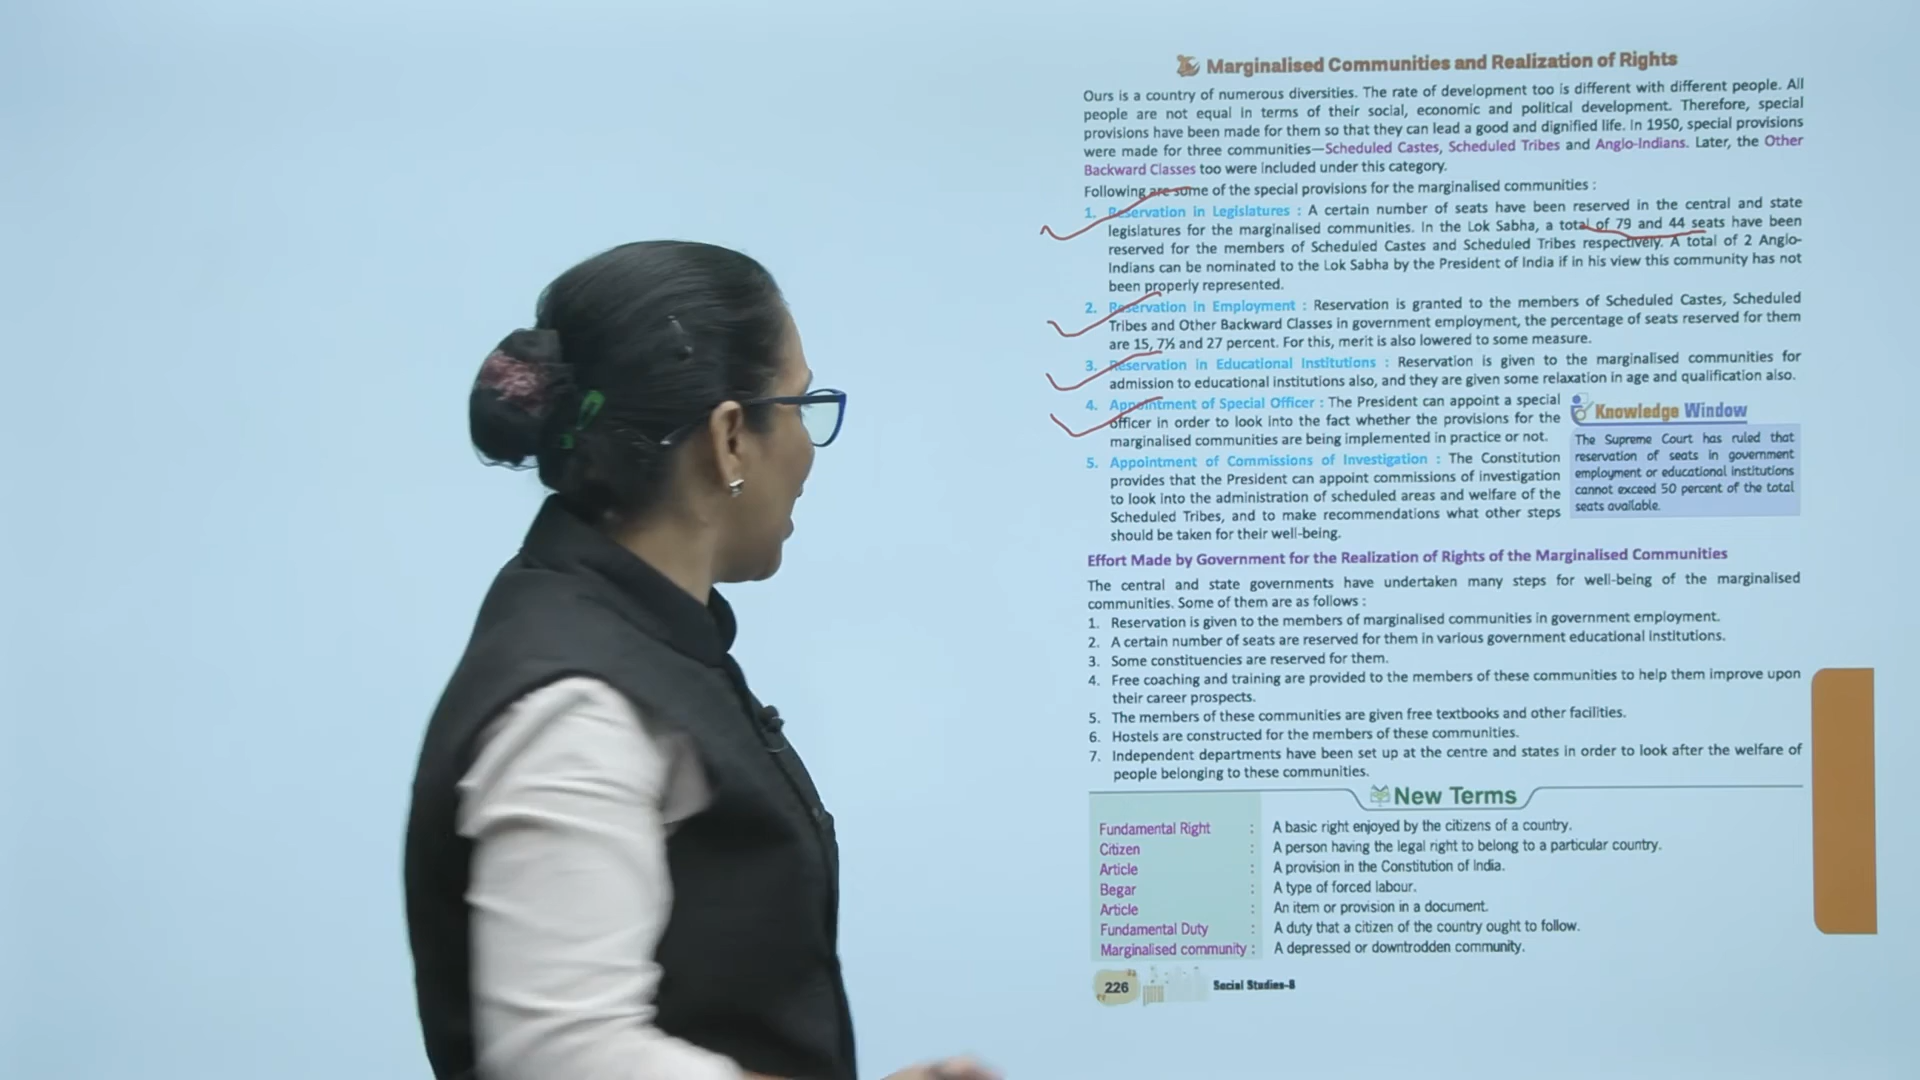 Marginalised Communities and Realization of Rights
Ours is a country of numerous diversities. The rate of development too is different with different people. All
people are not equal in terms of their social, economic and political development. Therefore, special
provisions have been made for them so that they can lead a good and dignified life. In 1950, special provisions
were made for three communities—Scheduled Castes, Scheduled Tribes and Anglo-Indians. Later, the Other
Backward Classes too were included under this category.
Following are some of the special provisions for the marginalised communities :
1. Reservation in Legislatures : A certain number of seats have been reserved in the central and state
legislatures for the marginalised communities. In the Lok Sabha, a total of 79 and 44 seats have been
reserved for the members of Scheduled Castes and Scheduled Tribes respectively. A total of 2 Anglo-
Indians can be nominated to the Lok Sabha by the President of India if in his view this community has not
been properly represented.
2. Reservation in Employment : Reservation is granted to the members of Scheduled Castes, Scheduled
Tribes and Other Backward Classes in government employment, the percentage of seats reserved for them
are 15, 7½ and 27 percent. For this, merit is also lowered to some measure.
3. Reservation in Educational Institutions : Reservation is given to the marginalised communities for
admission to educational institutions also, and they are given some relaxation in age and qualification also.
4. Appointment of Special Officer : The President can appoint a special
officer in order to look into the fact whether the provisions for the
marginalised communities are being implemented in practice or not.
5. Appointment of Commissions of Investigation : The Constitution
provides that the President can appoint commissions of investigation
to look into the administration of scheduled areas and welfare of the
Scheduled Tribes, and to make recommendations what other steps
should be taken for their well-being.
Knowledge Window
The Supreme Court has ruled that
reservation of seats in government
employment or educational institutions
cannot exceed 50 percent of the total
seats available.
Effort Made by Government for the Realization of Rights of the Marginalised Communities
The central and state governments have undertaken many steps for well-being of the marginalised
communities. Some of them are as follows :
1. Reservation is given to the members of marginalised communities in government employment.
2. A certain number of seats are reserved for them in various government educational institutions.
3. Some constituencies are reserved for them.
4. Free coaching and training are provided to the members of these communities to help them improve upon
their career prospects.
5. The members of these communities are given free textbooks and other facilities.
6. Hostels are constructed for the members of these communities.
7. Independent departments have been set up at the centre and states in order to look after the welfare of
people belonging to these communities.
New Terms
Fundamental Right : A basic right enjoyed by the citizens of a country.
Citizen : A person having the legal right to belong to a particular country.
Article : A provision in the Constitution of India.
Begar : A type of forced labour.
Article : An item or provision in a document.
Fundamental Duty : A duty that a citizen of the country ought to follow.
Marginalised community : A depressed or downtrodden community.
226 Social Studies-8